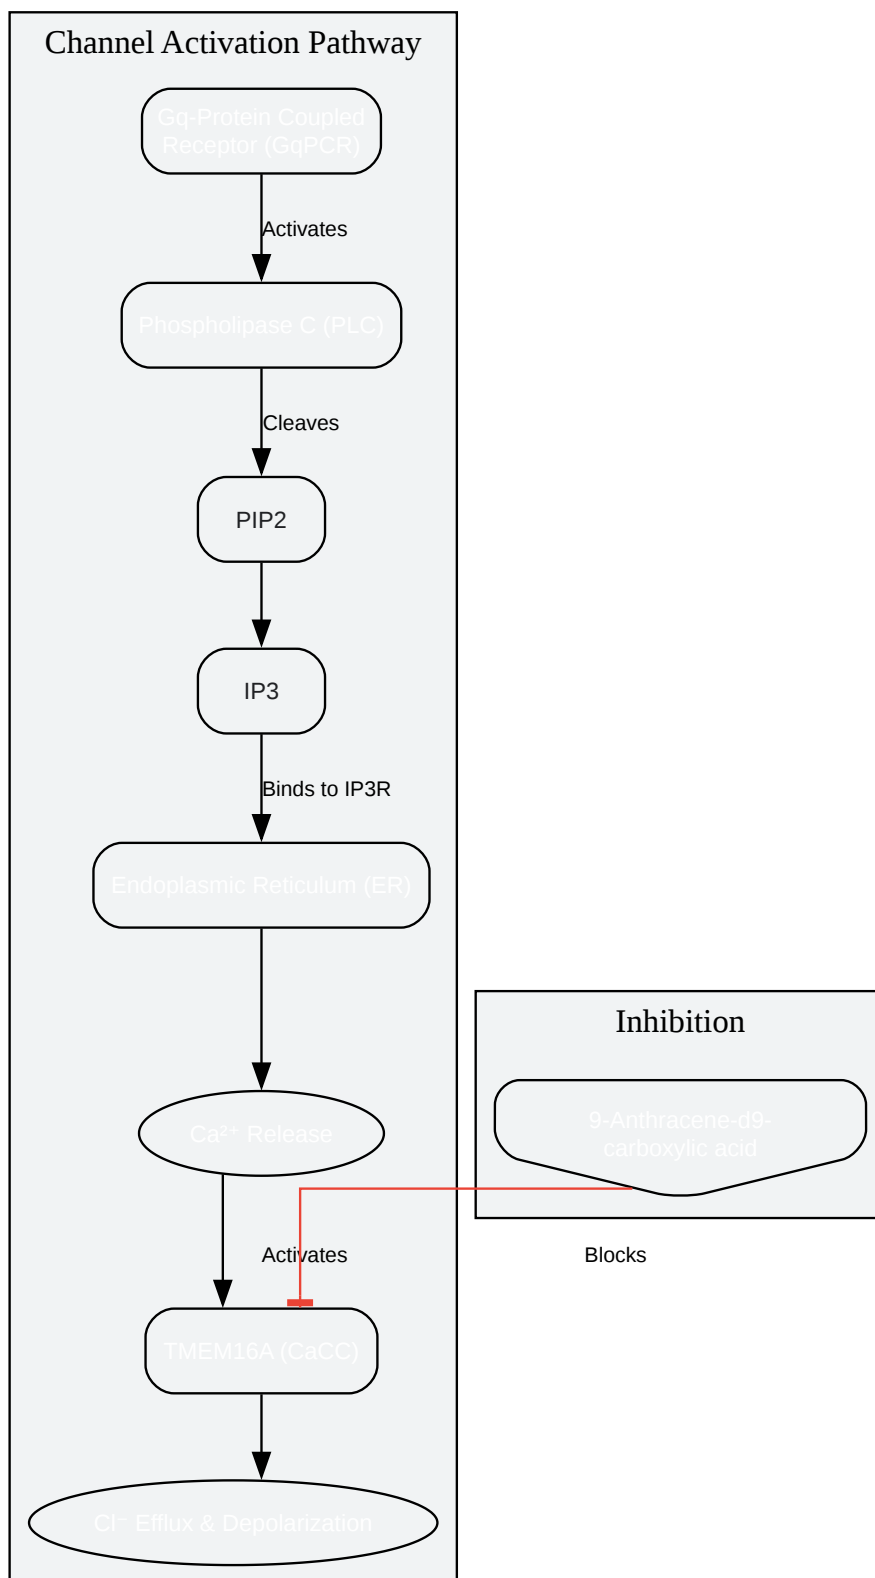 Channel Activation Pathway
Gq-Protein Coupled
Receptor (GqPCR)
Activates
Phospholipase C (PLC)
Cleaves
PIP2
IP3
Binds to IP3R
Endoplasmic Reticulum (ER)
Inhibition
9-Anthracene-d9-
carboxylic acid
Ca²⁺ Release
Activates
Blocks
TMEM16A (CaCC)
Cl⁻ Efflux & Depolarization